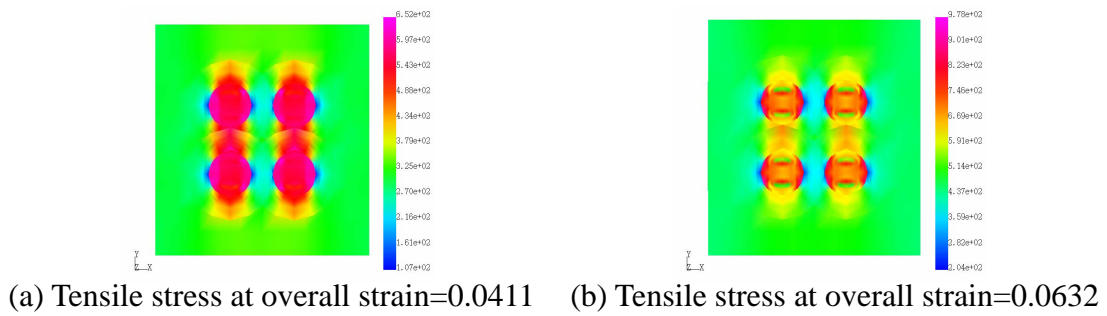 6.52e+02
5.97e+02
5.43e+02
4.88e+02
4.34e+02
3.79e+02
3.25e+02
2.70e+02
2.16e+02
1.61e+02
1.07e+02
Y
Z X
9.78e+02
9.01e+02
8.23e+02
7.46e+02
6.69e+02
5.91e+02
5.14e+02
4.37e+02
3.59e+02
2.82e+02
2.04e+02
Y
Z X
(a) Tensile stress at overall strain=0.0411
(b) Tensile stress at overall strain=0.0632